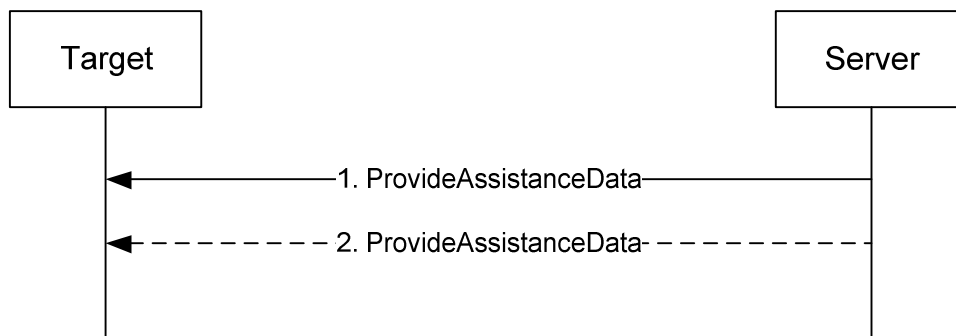 Target
Server
1. ProvideAssistanceData
2. ProvideAssistanceData